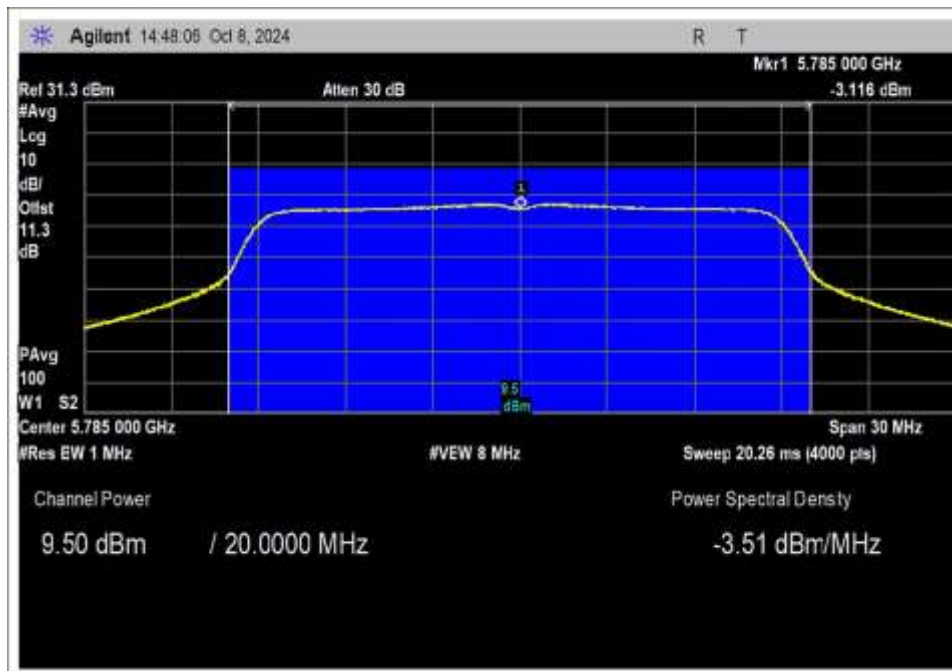 Agilent 14:48:06 Oct 8, 2024 R T
Mkr1 5.785 000 GHz
Ref 31.3 dBm Atten 30 dB -3.116 dBm
#Avg
Log
10
dB/
Offst
11.3
dB
1
PAvg
100
W1 S2
9.5
dBm
Center 5.785 000 GHz Span 30 MHz
#Res BW 1 MHz #VBW 8 MHz Sweep 20.26 ms (4000 pts)
Channel Power Power Spectral Density
9.50 dBm / 20.0000 MHz -3.51 dBm/MHz